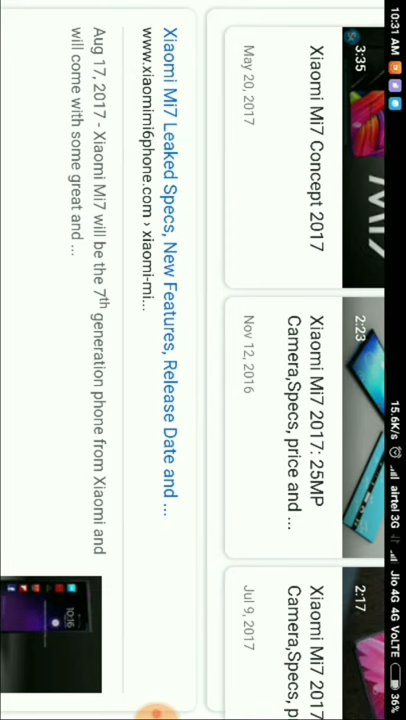 10:31 AM
15.6K/s
airtel 3G
Jio 4G 4G VoLTE
36%
3:35
Mi7
Xiaomi Mi7 Concept 2017
May 20, 2017
2:23
Xiaomi Mi7 2017: 25MP
Camera,Specs, price and ...
Nov 12, 2016
2:17
Xiaomi Mi7 2017
Camera,Specs, p
Jul 9, 2017
Xiaomi Mi7 Leaked Specs, New Features, Release Date and ...
www.xiaomimi6phone.com › xiaomi-mi...
Aug 17, 2017 - Xiaomi Mi7 will be the 7th generation phone from Xiaomi and
will come with some great and ...
10:16